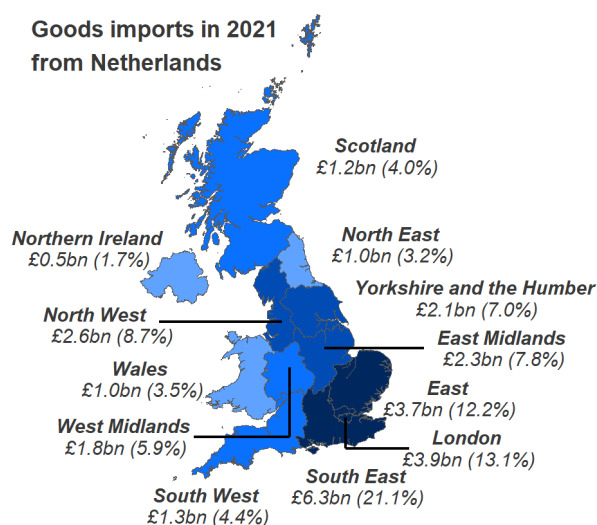 Goods imports in 2021
from Netherlands
Scotland
£1.2bn (4.0%)
Northern Ireland
£0.5bn (1.7%)
North East
£1.0bn (3.2%)
Yorkshire and the Humber
£2.1bn (7.0%)
North West
£2.6bn (8.7%)
East Midlands
£2.3bn (7.8%)
Wales
£1.0bn (3.5%)
East
£3.7bn (12.2%)
West Midlands
£1.8bn (5.9%)
London
£3.9bn (13.1%)
South East
£6.3bn (21.1%)
South West
£1.3bn (4.4%)